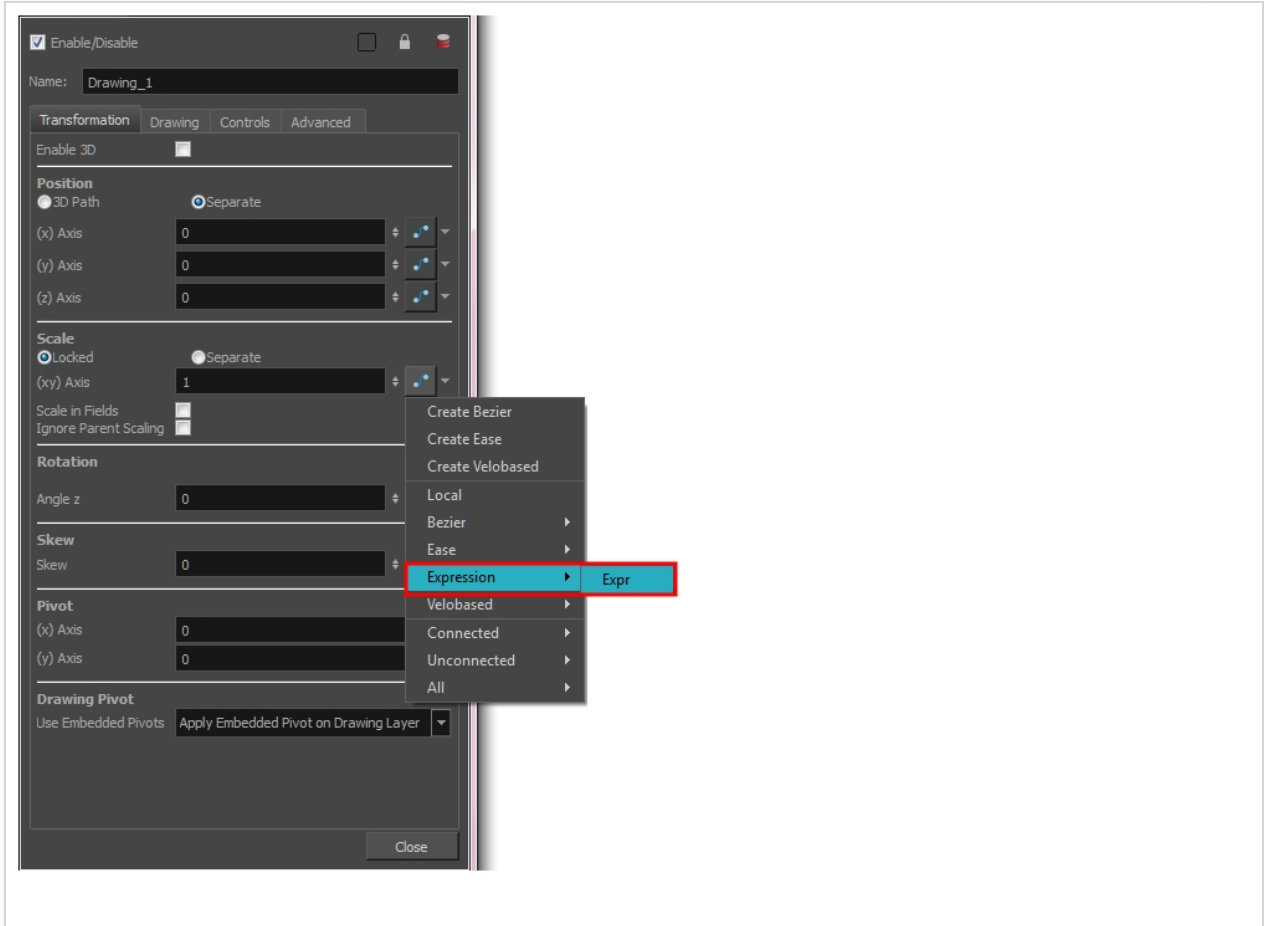 Enable/Disable
Name: Drawing_1
Transformation Drawing Controls Advanced
Enable 3D
Position
3D Path Separate
(x) Axis 0
(y) Axis 0
(z) Axis 0
Scale
Locked Separate
(xy) Axis 1
Scale in Fields
Ignore Parent Scaling
Rotation
Angle z 0
Skew
Skew 0
Pivot
(x) Axis 0
(y) Axis 0
Drawing Pivot
Use Embedded Pivots Apply Embedded Pivot on Drawing Layer
Close
Create Bezier
Create Ease
Create Velobased
Local
Bezier
Ease
Expression Expr
Velobased
Connected
Unconnected
All